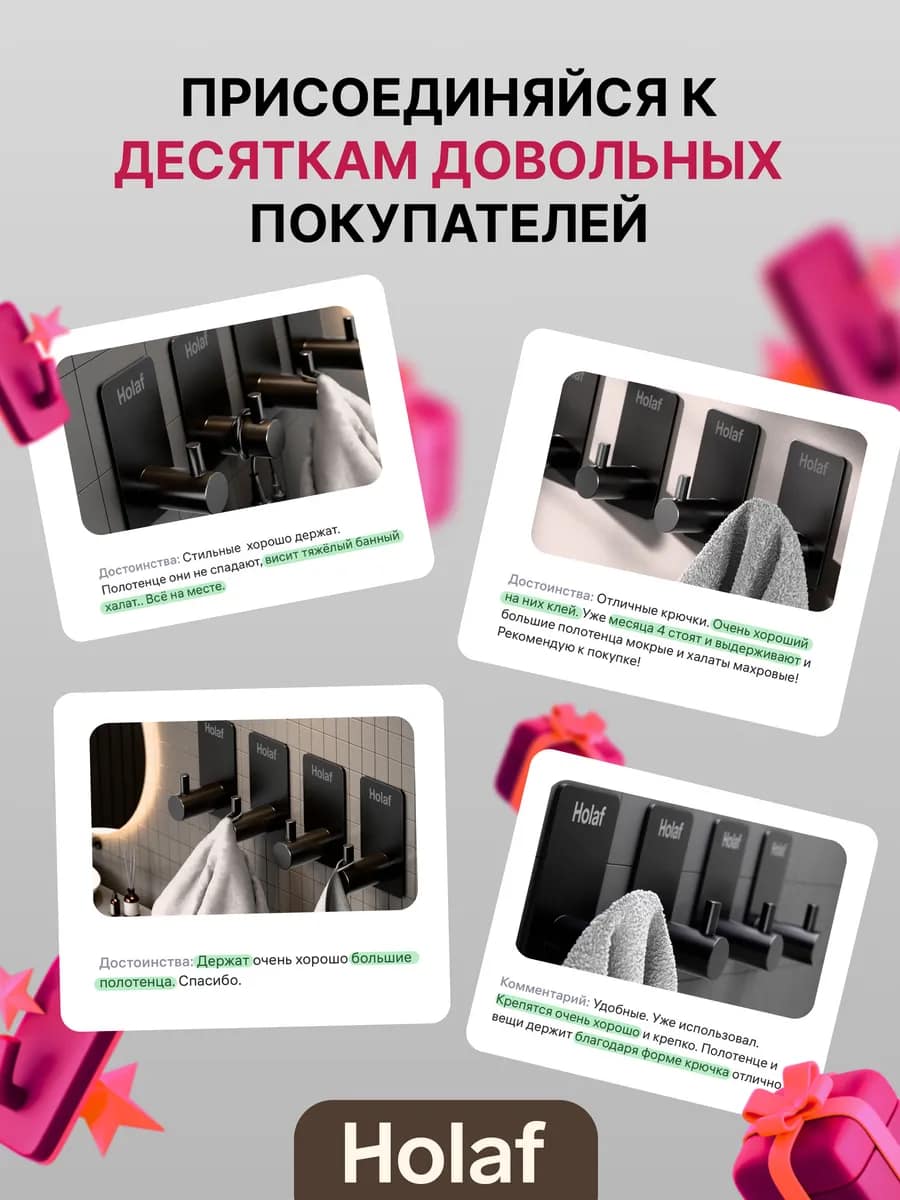 ПРИСОЕДИНЯЙСЯ К
ДЕСЯТКАМ ДОВОЛЬНЫХ
ПОКУПАТЕЛЕЙ
Holaf
Holaf
Достоинства: Стильные хорошо держат.
Полотенце они не спадают, висит тяжёлый банный
халат.. Всё на месте.
Holaf
Holaf
Holaf
Достоинства: Отличные крючки. Очень хороший
на них клей. Уже месяца 4 стоят и выдерживают и
большие полотенца мокрые и халаты махровые!
Рекомендую к покупке!
Holaf
Holaf
Holaf
Holaf
Достоинства: Держат очень хорошо большие
полотенца. Спасибо.
Holaf
Holaf
Holaf
Holaf
Комментарий: Удобные. Уже использовал.
Крепятся очень хорошо и крепко. Полотенце и
вещи держит благодаря форме крючка отлично
Holaf